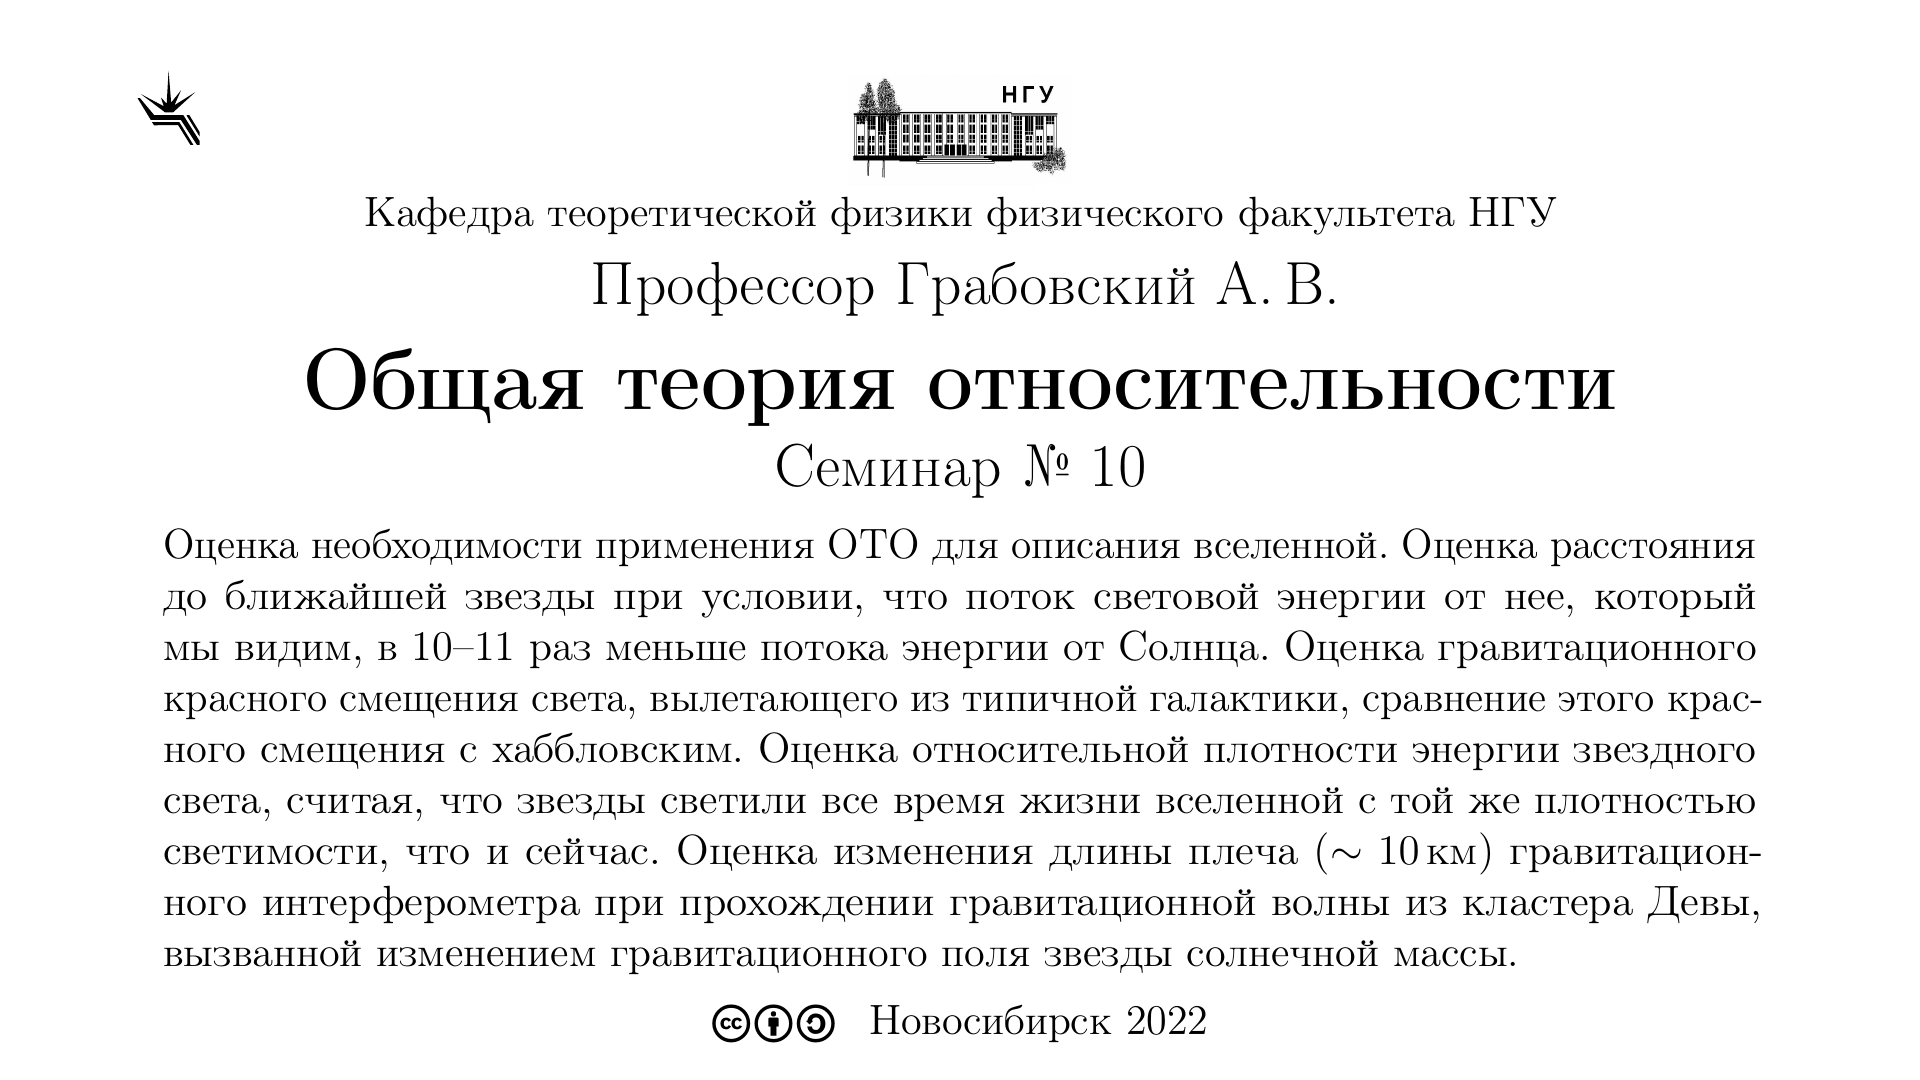 НГУ
Кафедра теоретической физики физического факультета НГУ
Профессор Грабовский А. В.
Общая теория относительности
Семинар № 10
Оценка необходимости применения ОТО для описания вселенной. Оценка расстояния
до ближайшей звезды при условии, что поток световой энергии от нее, который
мы видим, в 10–11 раз меньше потока энергии от Солнца. Оценка гравитационного
красного смещения света, вылетающего из типичной галактики, сравнение этого крас-
ного смещения с хаббловским. Оценка относительной плотности энергии звездного
света, считая, что звезды светили все время жизни вселенной с той же плотностью
светимости, что и сейчас. Оценка изменения длины плеча (∼ 10 км) гравитацион-
ного интерферометра при прохождении гравитационной волны из кластера Девы,
вызванной изменением гравитационного поля звезды солнечной массы.
cc Новосибирск 2022